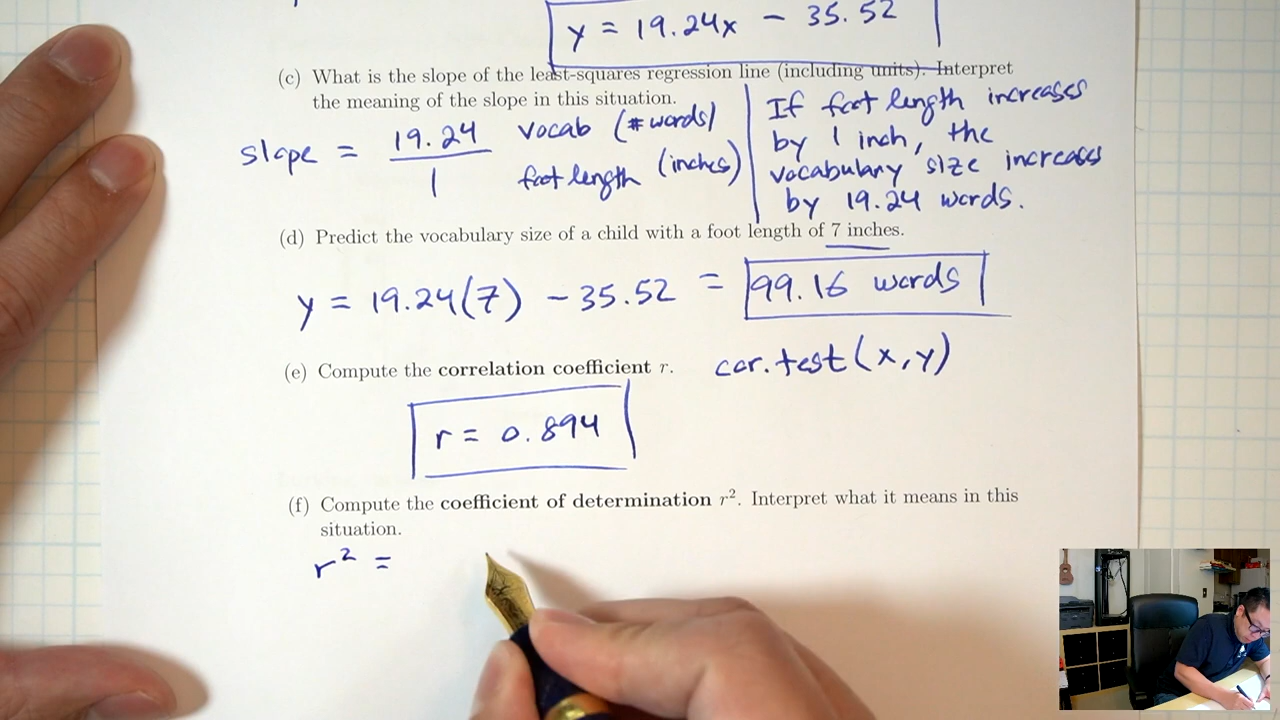 y = 19.24x - 35.52
(c) What is the slope of the least-squares regression line (including units). Interpret
the meaning of the slope in this situation.
slope = 19.24 / 1 vocab (#words) / foot length (inches)
If foot length increases
by 1 inch, the
vocabulary size increases
by 19.24 words.
(d) Predict the vocabulary size of a child with a foot length of 7 inches.
y = 19.24(7) - 35.52 = 99.16 words
(e) Compute the correlation coefficient r. cor.test(x,y)
r = 0.894
(f) Compute the coefficient of determination r². Interpret what it means in this
situation.
r² =